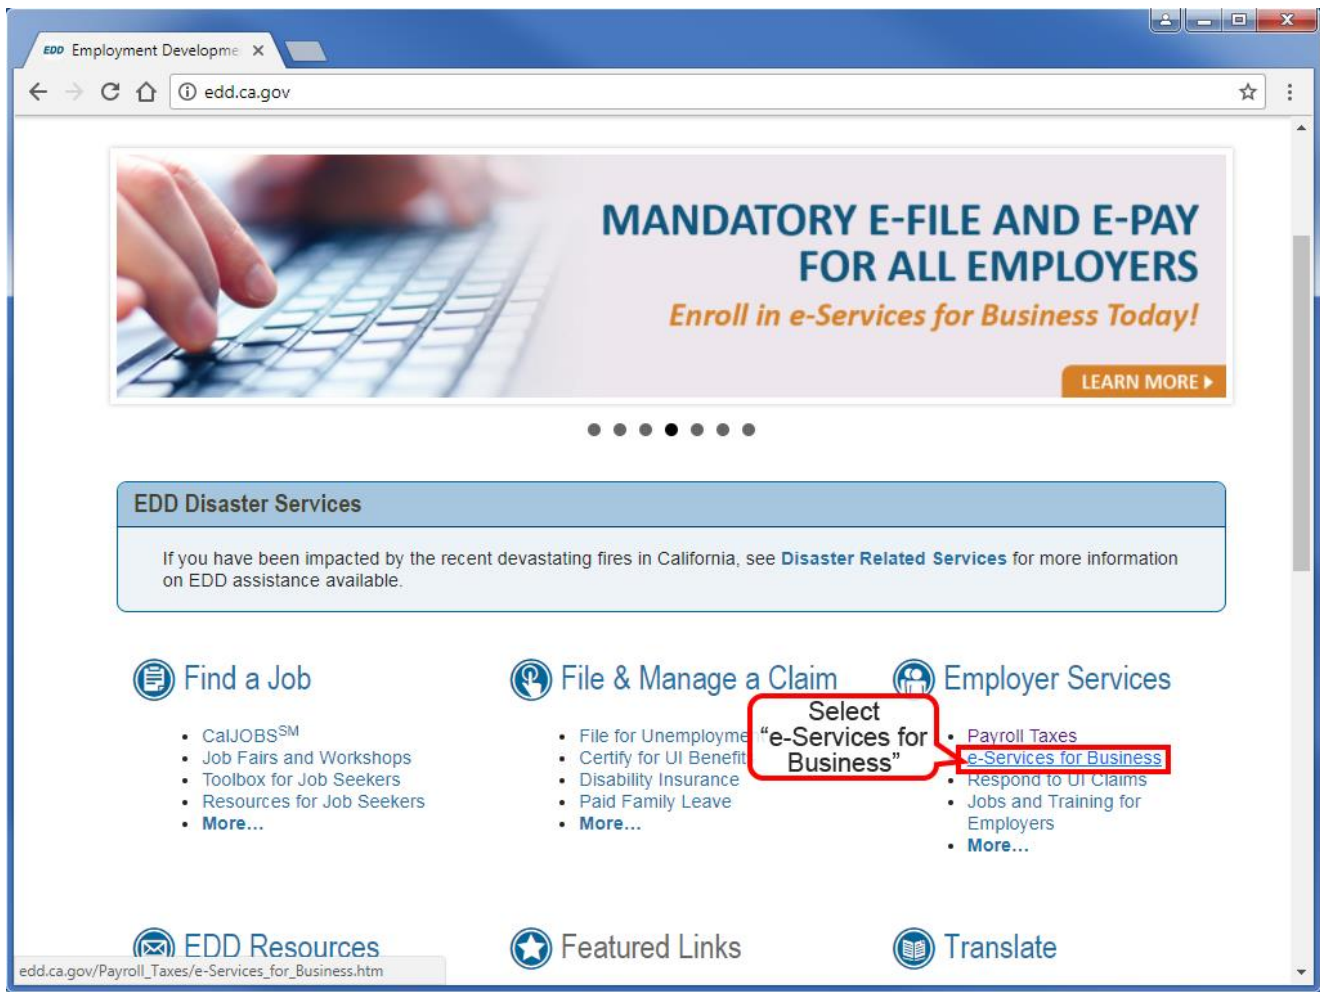 EDD Employment Developme
edd.ca.gov
MANDATORY E-FILE AND E-PAY
FOR ALL EMPLOYERS
Enroll in e-Services for Business Today!
LEARN MORE
EDD Disaster Services
If you have been impacted by the recent devastating fires in California, see Disaster Related Services for more information
on EDD assistance available.
Find a Job
CalJOBS℠
Job Fairs and Workshops
Toolbox for Job Seekers
Resources for Job Seekers
More...
File & Manage a Claim
File for Unemployme
Certify for UI Benefit
Disability Insurance
Paid Family Leave
More...
Select
“e-Services for
Business”
Employer Services
Payroll Taxes
e-Services for Business
Respond to UI Claims
Jobs and Training for
Employers
More...
EDD Resources
Featured Links
Translate
edd.ca.gov/Payroll_Taxes/e-Services_for_Business.htm